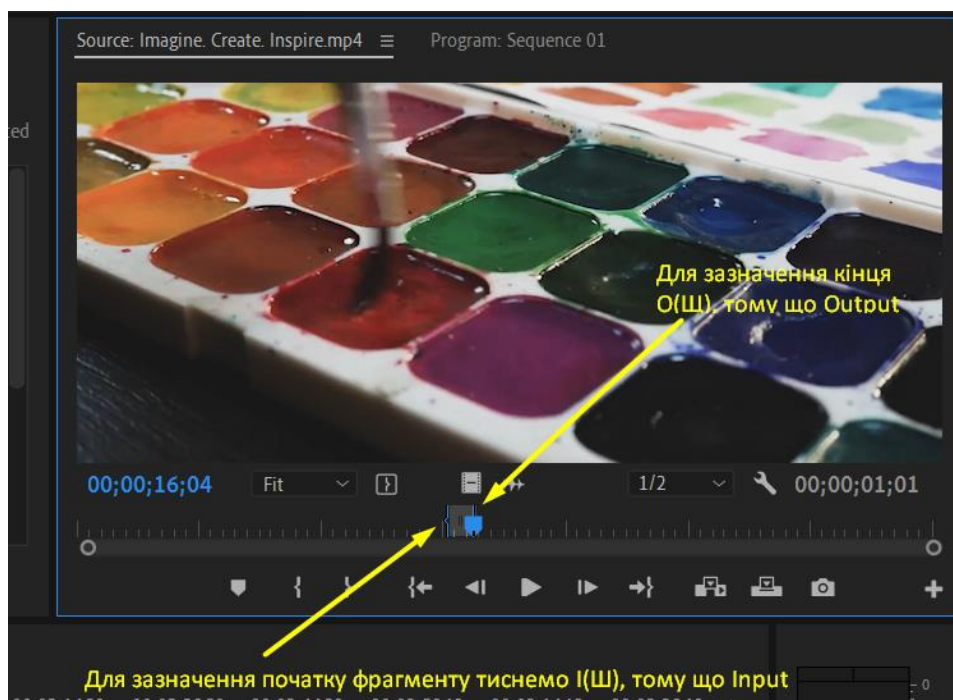 Source: Imagine. Create. Inspire.mp4 Program: Sequence 01
Для зазначення кінця
О(Щ), тому що Output
00;00;16;04 Fit 1/2 00;00;01;01
Для зазначення початку фрагменту тиснемо І(Ш), тому що Input
0